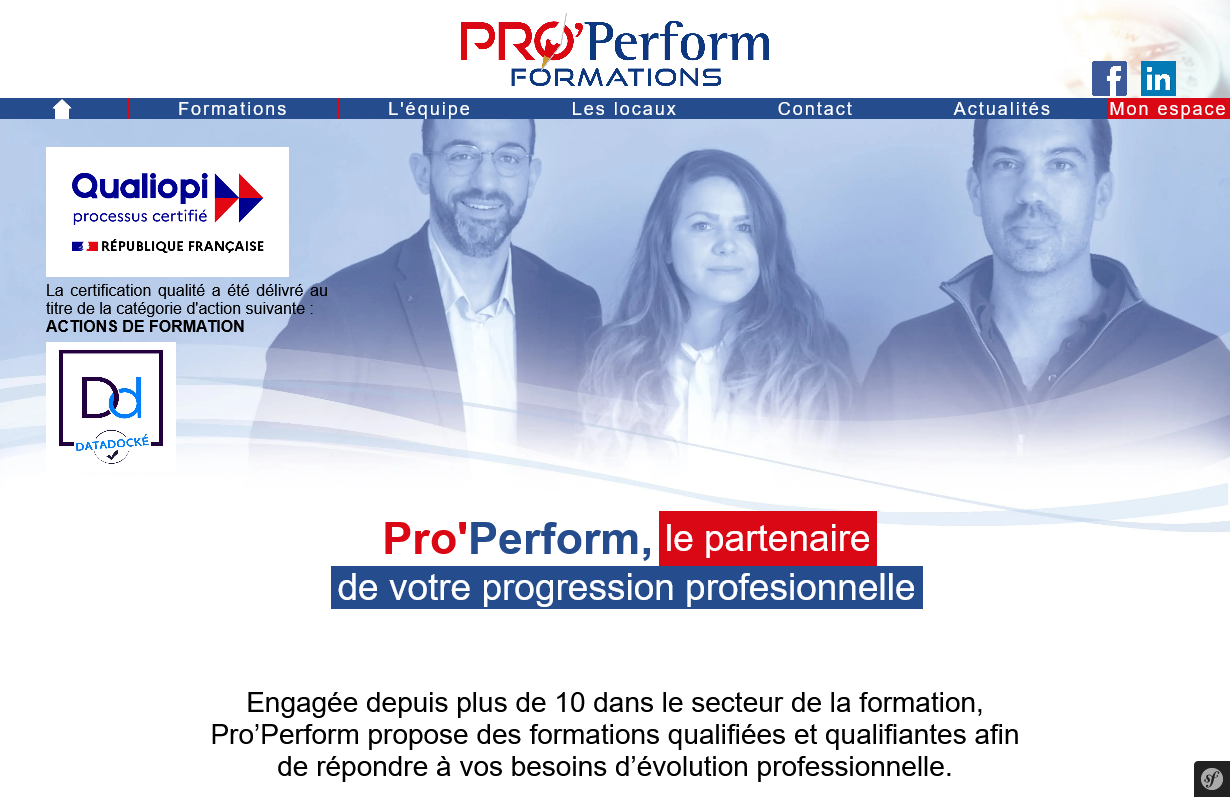 PRO'Perform
FORMATIONS
Formations L'équipe Les locaux Contact Actualités Mon espace
Qualiopi
processus certifié
RÉPUBLIQUE FRANÇAISE
La certification qualité a été délivré au
titre de la catégorie d'action suivante :
ACTIONS DE FORMATION
Dd
DATADOCKÉ
Pro'Perform, le partenaire
de votre progression profesionnelle
Engagée depuis plus de 10 dans le secteur de la formation,
Pro’Perform propose des formations qualifiées et qualifiantes afin
de répondre à vos besoins d’évolution professionnelle.